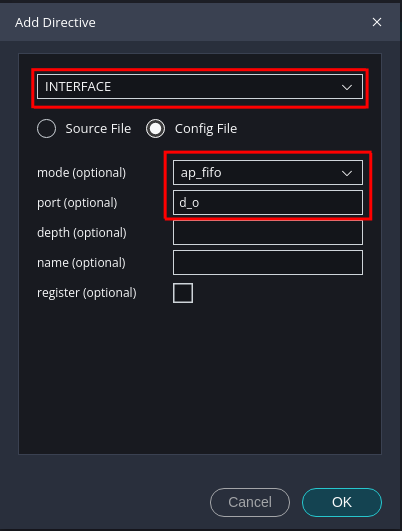 Add Directive
INTERFACE
Source File Config File
mode (optional) ap_fifo
port (optional) d_o
depth (optional)
name (optional)
register (optional)
Cancel OK